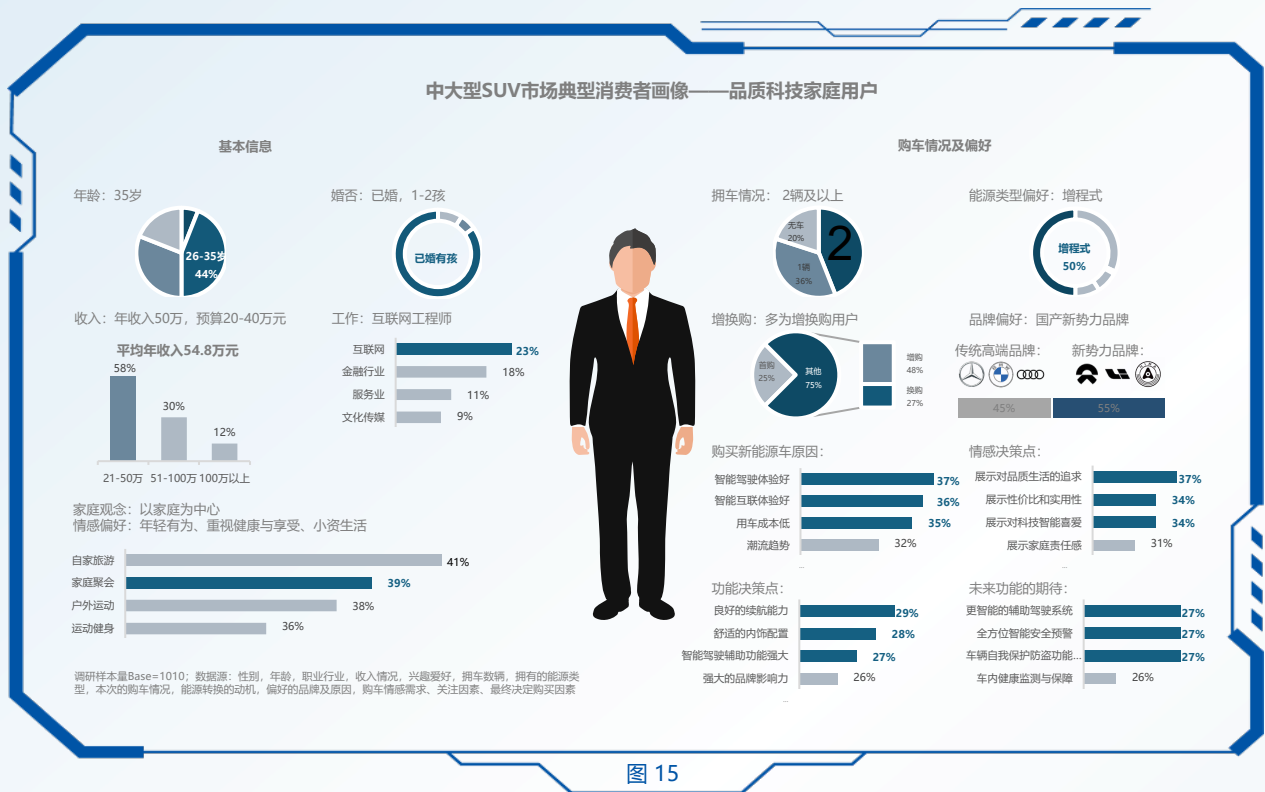 中大型SUV市场典型消费者画像——品质科技家庭用户
基本信息
年龄：35岁
26-35岁
44%
婚否：已婚，1-2孩
已婚有孩
收入：年收入50万，预算20-40万元
平均年收入54.8万元
58%
30%
12%
21-50万 51-100万 100万以上
工作：互联网工程师
互联网 23%
金融行业 18%
服务业 11%
文化传媒 9%
家庭观念：以家庭为中心
情感偏好：年轻有为、重视健康与享受、小资生活
自家旅游 41%
家庭聚会 39%
户外运动 38%
运动健身 36%
调研样本量Base=1010；数据源：性别，年龄，职业行业，收入情况，兴趣爱好，拥车数辆，拥有的能源类
型，本次的购车情况，能源转换的动机，偏好的品牌及原因，购车情感需求、关注因素、最终决定购买因素
购车情况及偏好
拥车情况： 2辆及以上
无车
20%
2
1辆
36%
能源类型偏好：增程式
增程式
50%
增换购：多为增换购用户
首购
25%
其他
75%
增购
48%
换购
27%
品牌偏好：国产新势力品牌
传统高端品牌： 新势力品牌：
45% 55%
购买新能源车原因：
智能驾驶体验好 37%
智能互联体验好 36%
用车成本低 35%
潮流趋势 32%
...
情感决策点：
展示对品质生活的追求 37%
展示性价比和实用性 34%
展示对科技智能喜爱 34%
展示家庭责任感 31%
...
功能决策点：
良好的续航能力 29%
舒适的内饰配置 28%
智能驾驶辅助功能强大 27%
强大的品牌影响力 26%
...
未来功能的期待：
更智能的辅助驾驶系统 27%
全方位智能安全预警 27%
车辆自我保护防盗功能... 27%
车内健康监测与保障 26%
图 15